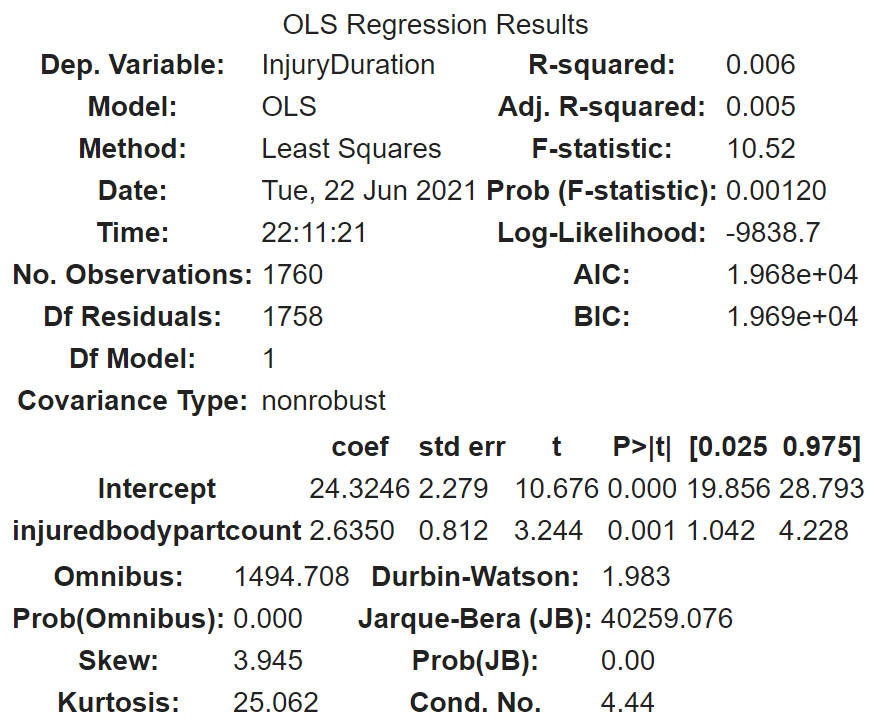 OLS Regression Results
Dep. Variable: InjuryDuration R-squared: 0.006
Model: OLS Adj. R-squared: 0.005
Method: Least Squares F-statistic: 10.52
Date: Tue, 22 Jun 2021 Prob (F-statistic): 0.00120
Time: 22:11:21 Log-Likelihood: -9838.7
No. Observations: 1760 AIC: 1.968e+04
Df Residuals: 1758 BIC: 1.969e+04
Df Model: 1
Covariance Type: nonrobust
coef std err t P>|t| [0.025 0.975]
Intercept 24.3246 2.279 10.676 0.000 19.856 28.793
injuredbodypartcount 2.6350 0.812 3.244 0.001 1.042 4.228
Omnibus: 1494.708 Durbin-Watson: 1.983
Prob(Omnibus): 0.000 Jarque-Bera (JB): 40259.076
Skew: 3.945 Prob(JB): 0.00
Kurtosis: 25.062 Cond. No. 4.44